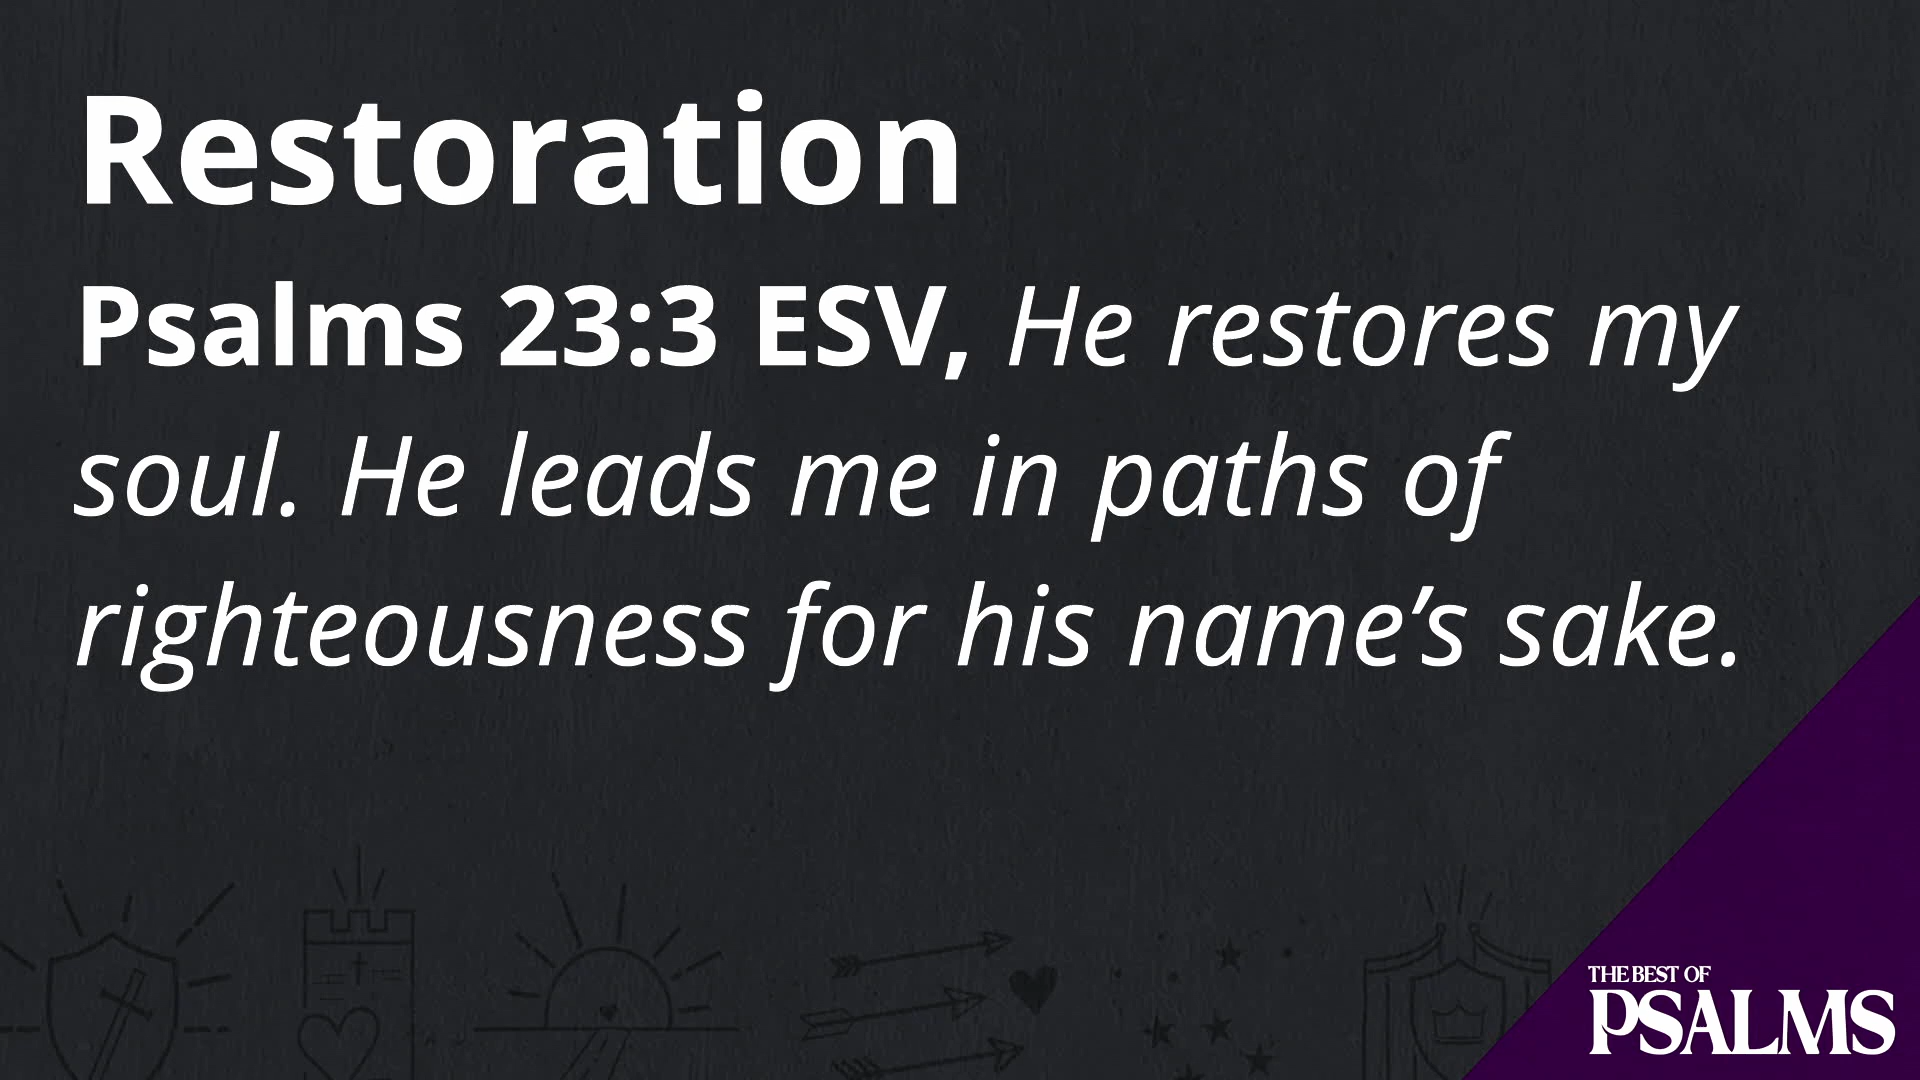 Restoration
Psalms 23:3 ESV, He restores my
soul. He leads me in paths of
righteousness for his name’s sake.
THE BEST OF
PSALMS